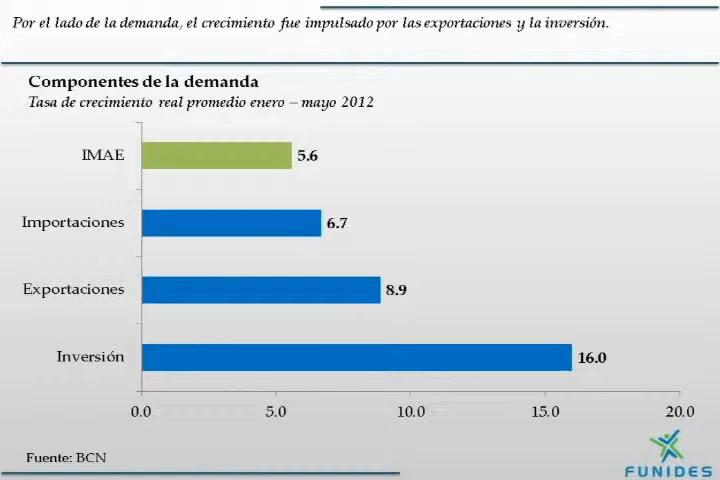 Por el lado de la demanda, el crecimiento fue impulsado por las exportaciones y la inversión.
Componentes de la demanda
Tasa de crecimiento real promedio enero – mayo 2012
IMAE
5.6
Importaciones
6.7
Exportaciones
8.9
Inversión
16.0
0.0 5.0 10.0 15.0 20.0
Fuente: BCN
FUNIDES